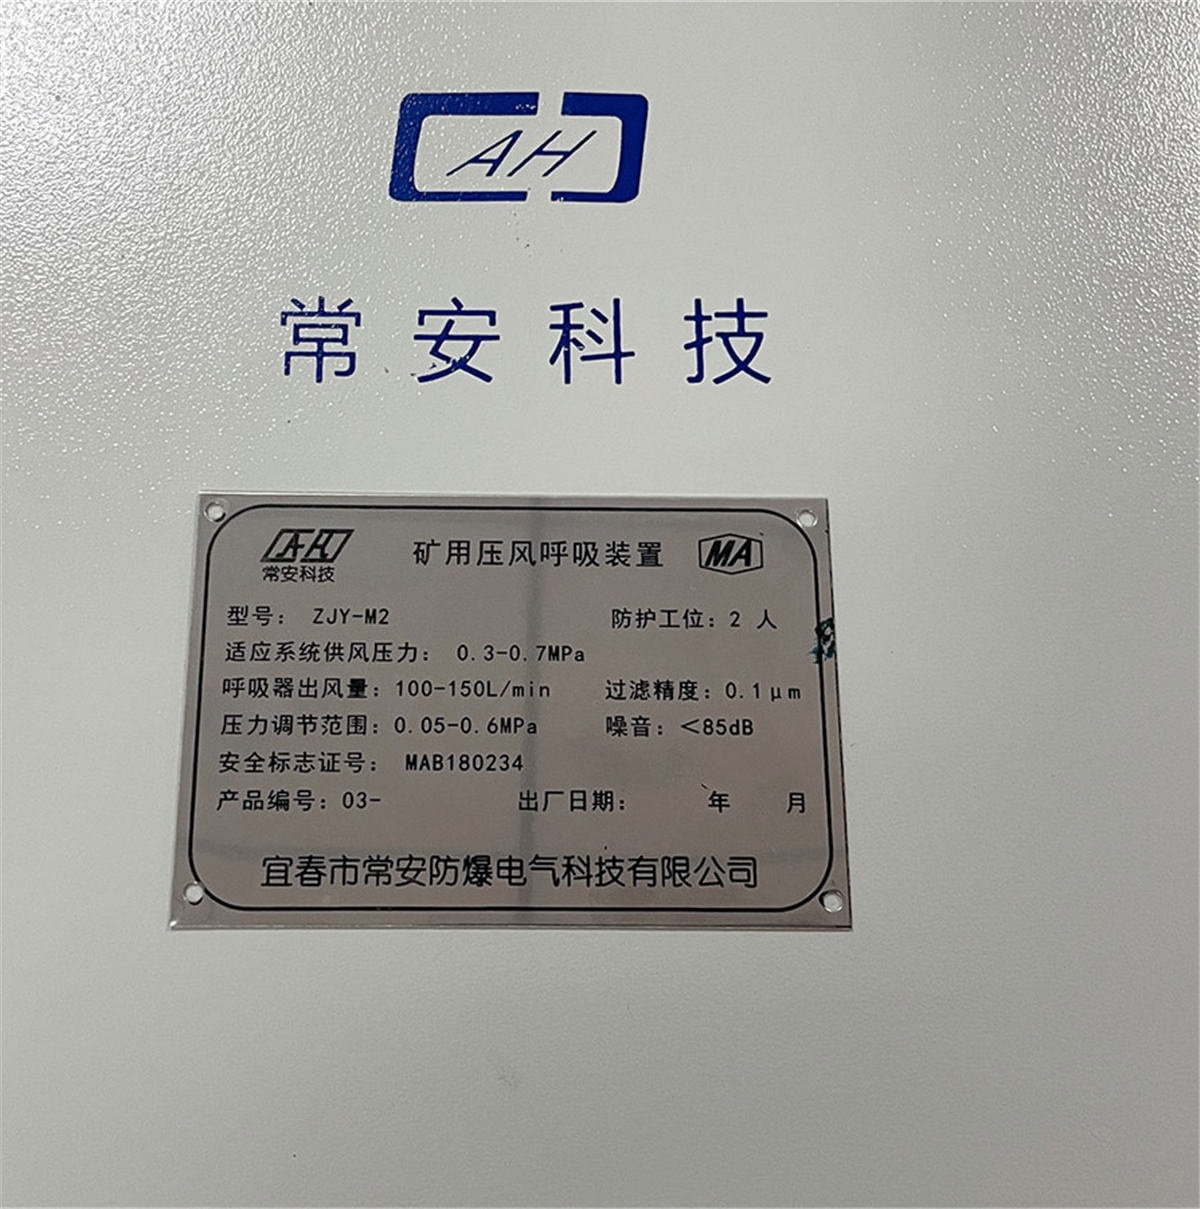 AH
常安科技
常安科技
矿用压风呼吸装置 MA
型号: ZJY-M2 防护工位: 2 人
适应系统供风压力: 0.3-0.7MPa
呼吸器出风量: 100-150L/min 过滤精度: 0.1μm
压力调节范围: 0.05-0.6MPa 噪音: <85dB
安全标志证号: MAB180234
产品编号: 03- 出厂日期: 年 月
宜春市常安防爆电气科技有限公司